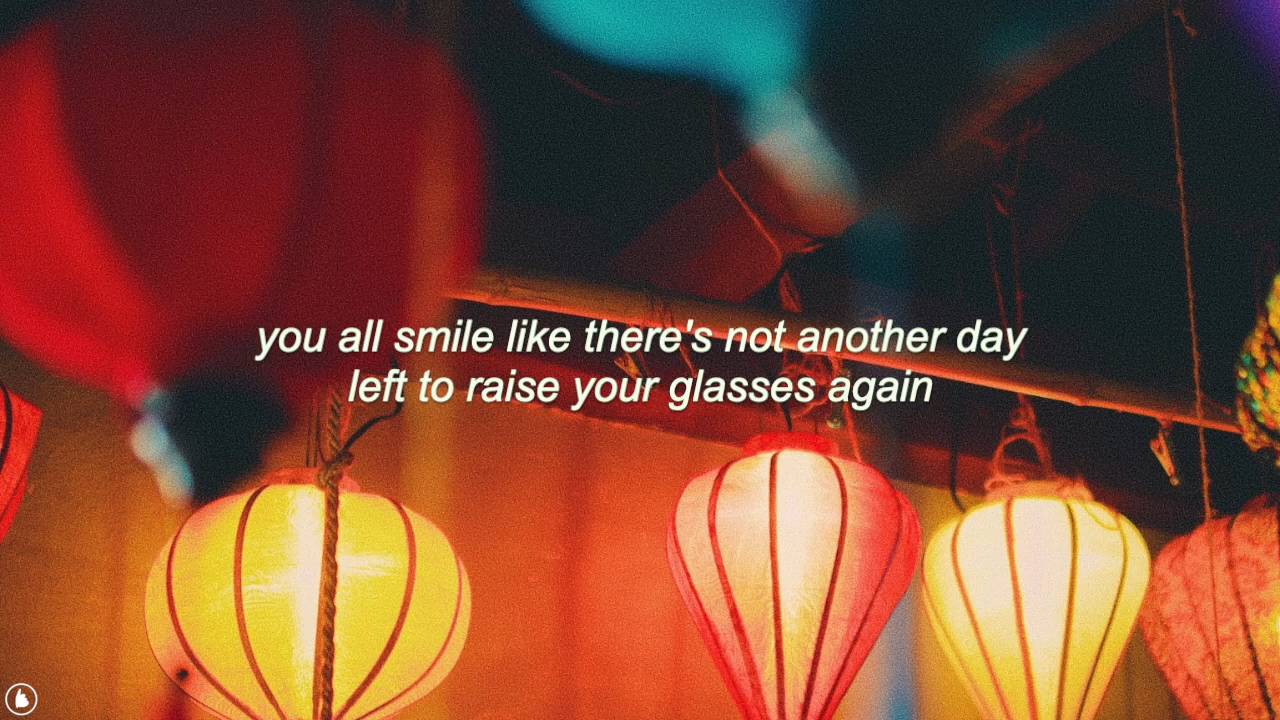 you all smile like there's not another day
left to raise your glasses again